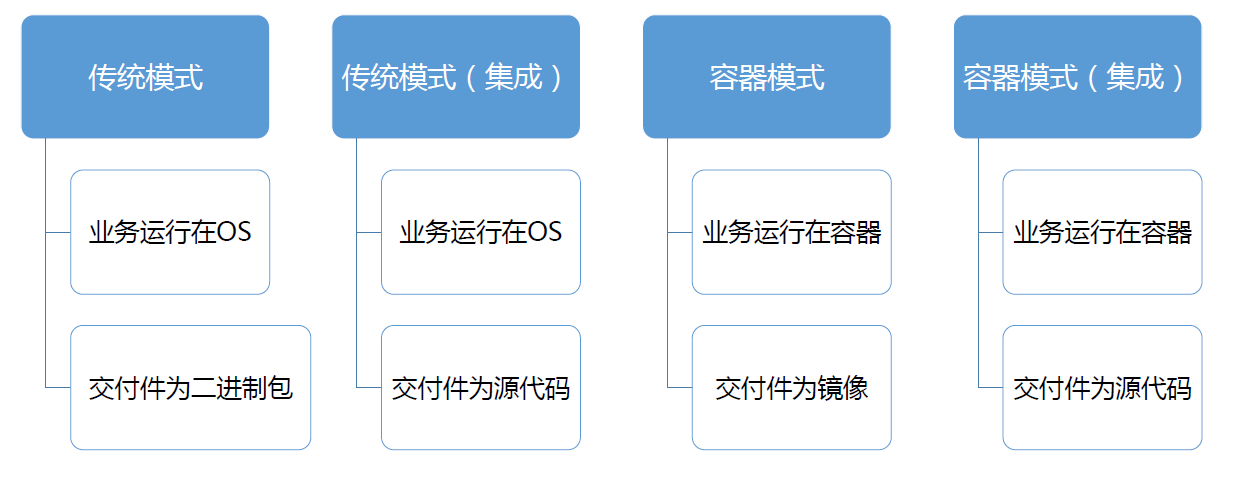 传统模式
业务运行在OS
交付件为二进制包
传统模式（集成）
业务运行在OS
交付件为源代码
容器模式
业务运行在容器
交付件为镜像
容器模式（集成）
业务运行在容器
交付件为源代码